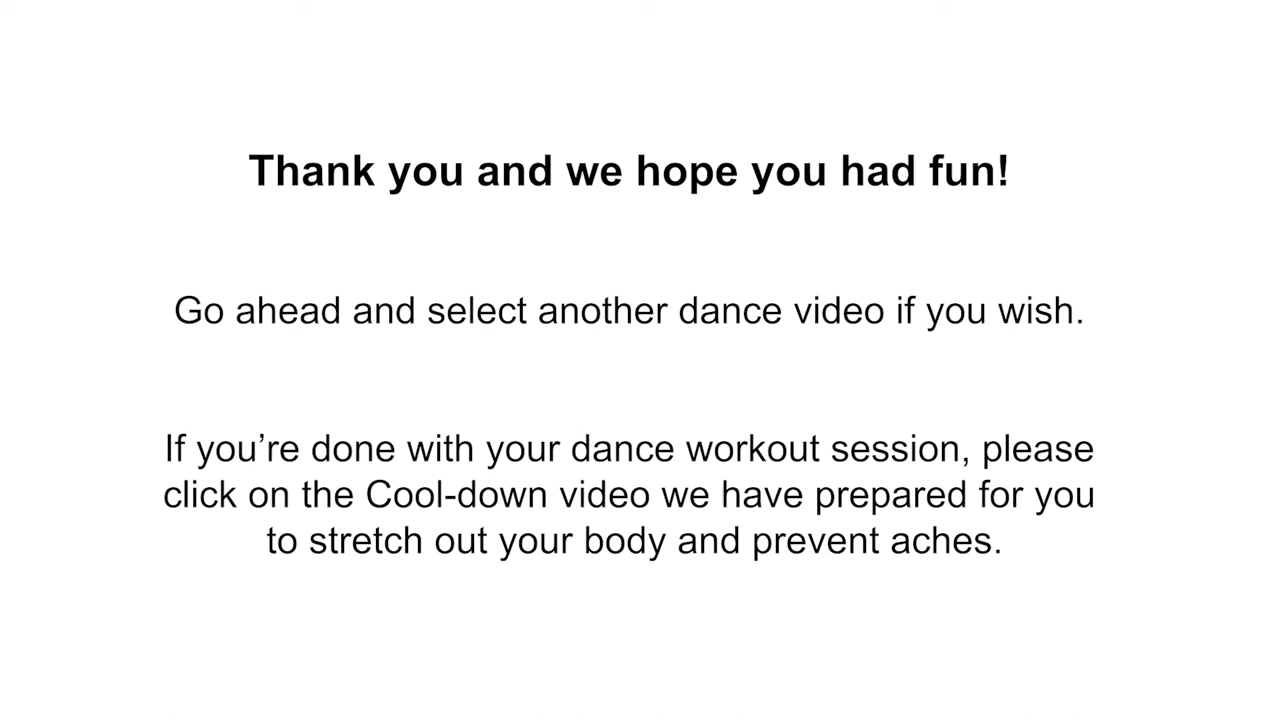 Thank you and we hope you had fun!
Go ahead and select another dance video if you wish.
If you’re done with your dance workout session, please
click on the Cool-down video we have prepared for you
to stretch out your body and prevent aches.